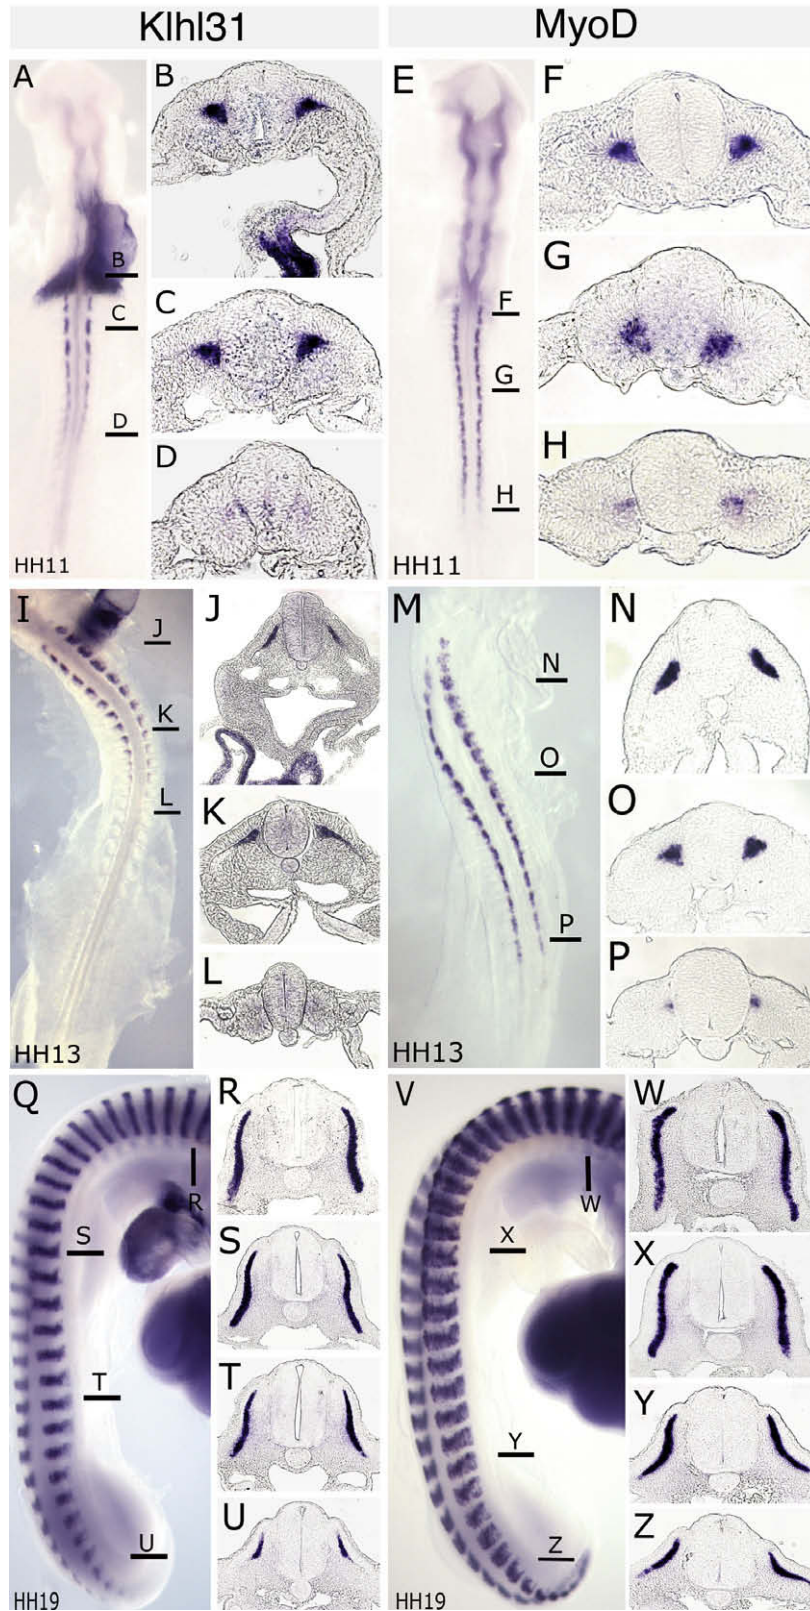 Klhl31 MyoD
A B E F
B
C
C G
F
G
D
D H
H
HH11 HH11
I J M N
J
N
K
O
L
K O
P
L P
HH13 HH13
Q R V W
R W
S X
S X
T
T Y
Y
U Z
U Z
HH19 HH19